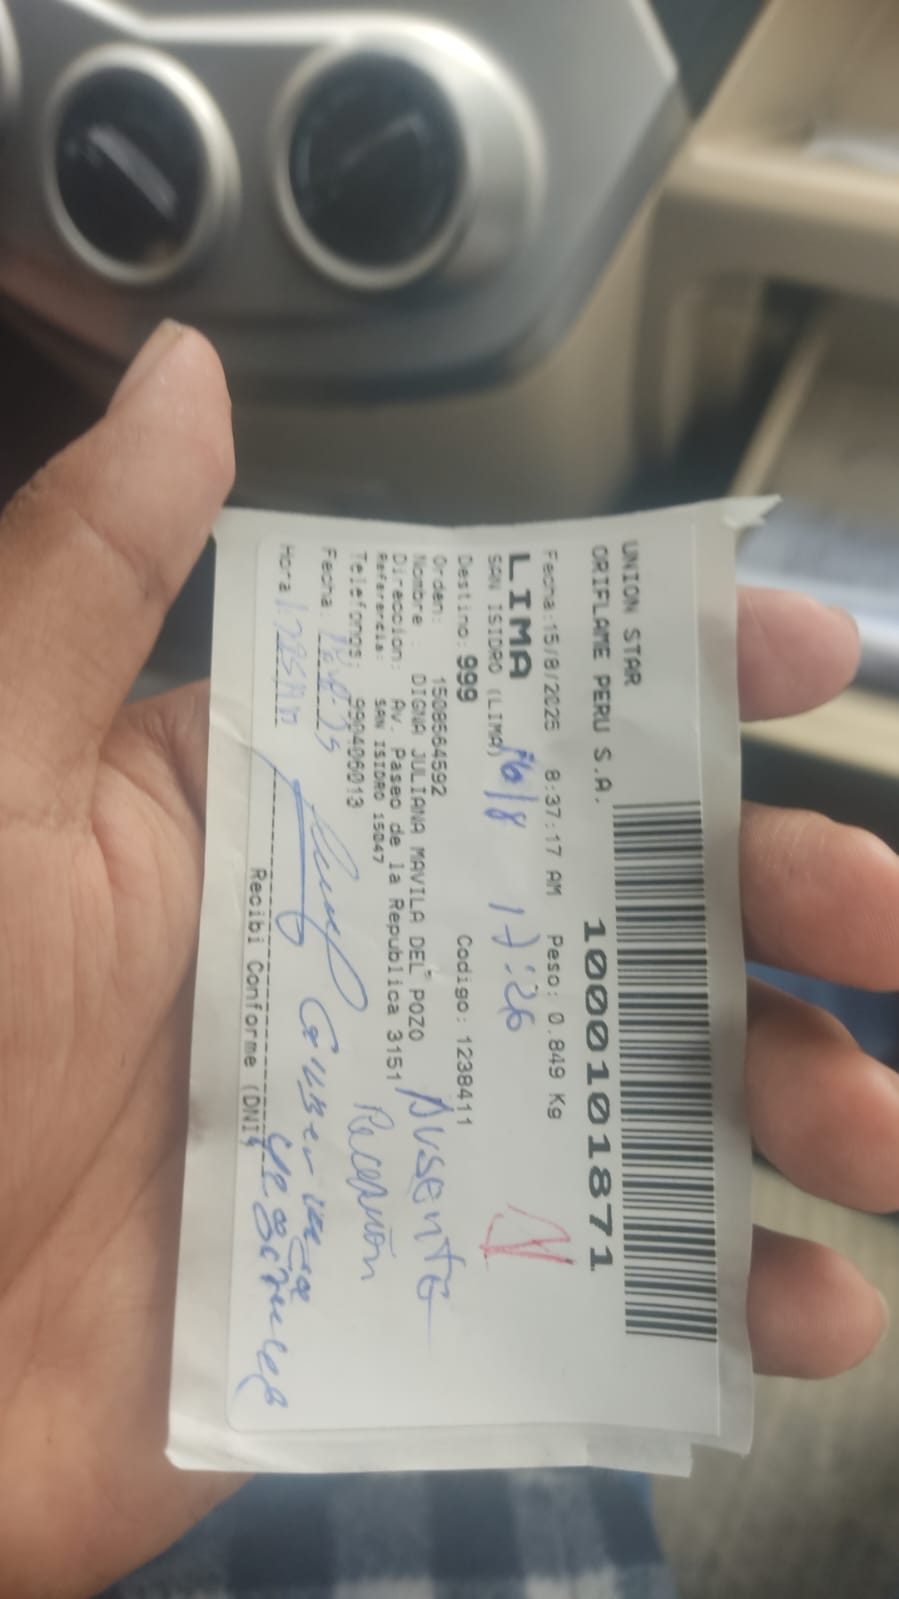 UNION STAR
ORIFLAME PERU S.A.
1000101871
Fecha:15/8/2025 8:37:17 AM Peso: 0.849 Kg
LIMA
SAN ISIDRO (LIMA)
16/8 17:26
Destino: 999 Codigo: 1238411
Orden: 1508564592
Nombre : DIGNA JULIANA MAVILA DEL POZO
Ausente
Direccion: Av. Paseo de la Republica 3151
Referencia: SAN ISIDRO 15047
Recepción
Telefonos: 990406013
Fecha:
Hora
Recibi Conforme (DNI)